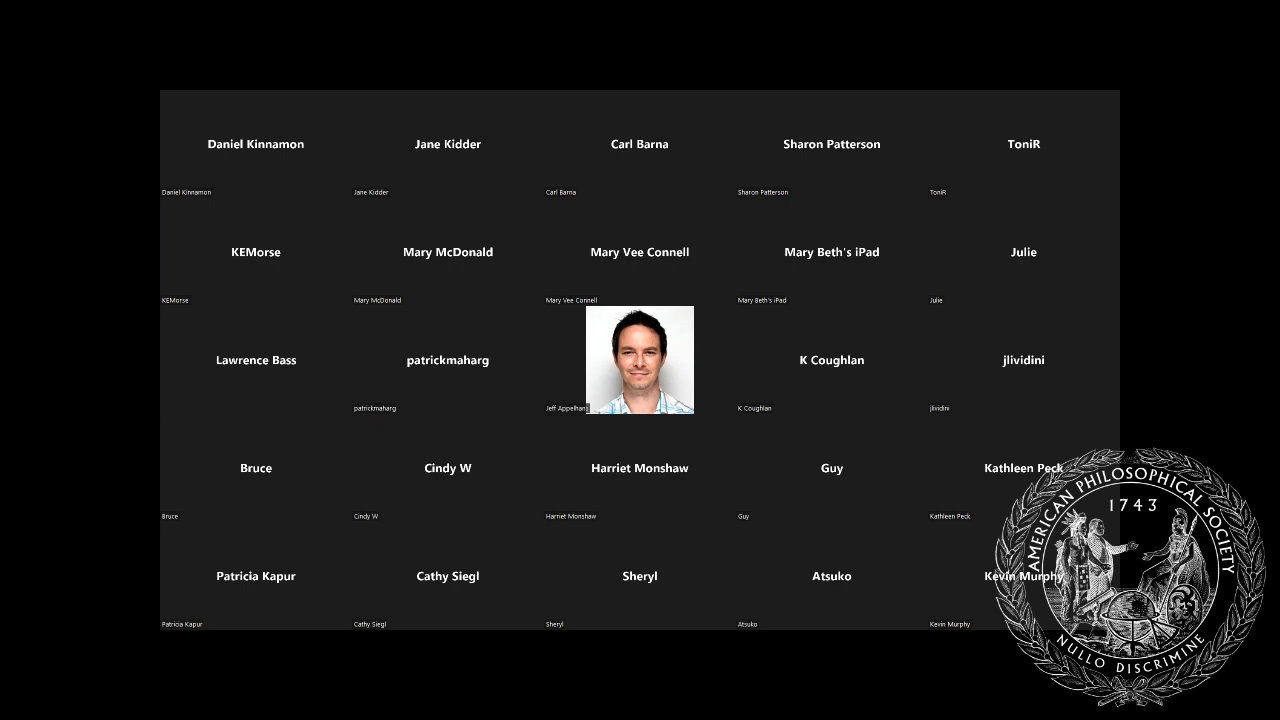 Daniel Kinnamon
Jane Kidder
Carl Barna
Sharon Patterson
ToniR
Daniel Kinnamon
Jane Kidder
Carl Barna
Sharon Patterson
ToniR
KEMorse
Mary McDonald
Mary Vee Connell
Mary Beth's iPad
Julie
KEMorse
Mary McDonald
Mary Vee Connell
Mary Beth's iPad
Julie
Lawrence Bass
patrickmaharg
K Coughlan
jlividini
patrickmaharg
Jeff Appelhans
K Coughlan
jlividini
Bruce
Cindy W
Harriet Monshaw
Guy
Kathleen Peck
Bruce
Cindy W
Harriet Monshaw
Guy
Kathleen Peck
Patricia Kapur
Cathy Siegl
Sheryl
Atsuko
Kevin Murphy
Patricia Kapur
Cathy Siegl
Sheryl
Atsuko
Kevin Murphy
AMERICAN PHILOSOPHICAL SOCIETY
1743
NULLO DISCRIMINE